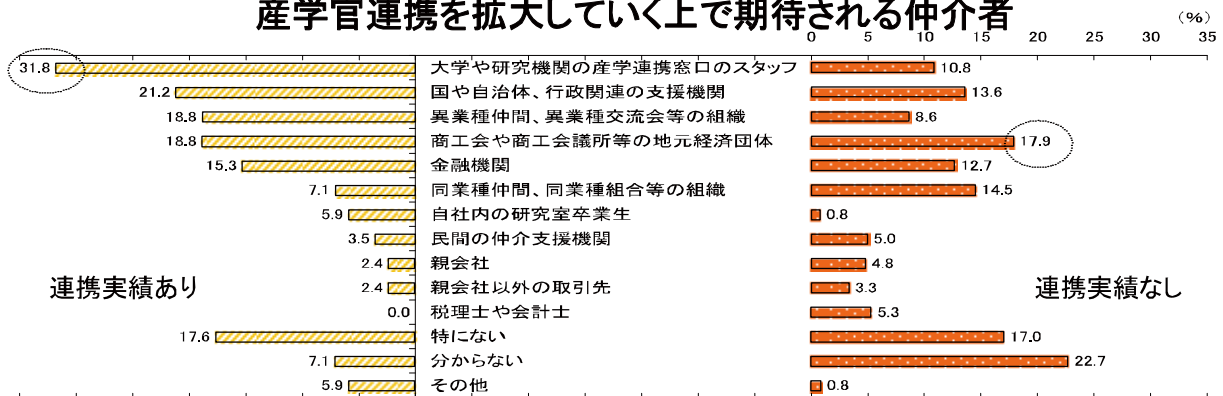 産学官連携を拡大していく上で期待される仲介者
（%）
0 5 10 15 20 25 30 35
31.8 大学や研究機関の産学連携窓口のスタッフ 10.8
21.2 国や自治体、行政関連の支援機関 13.6
18.8 異業種仲間、異業種交流会等の組織 8.6
18.8 商工会や商工会議所等の地元経済団体 17.9
15.3 金融機関 12.7
7.1 同業種仲間、同業種組合等の組織 14.5
5.9 自社内の研究室卒業生 0.8
3.5 民間の仲介支援機関 5.0
2.4 親会社 4.8
連携実績あり 連携実績なし
2.4 親会社以外の取引先 3.3
0.0 税理士や会計士 5.3
17.6 特にない 17.0
7.1 分からない 22.7
5.9 その他 0.8